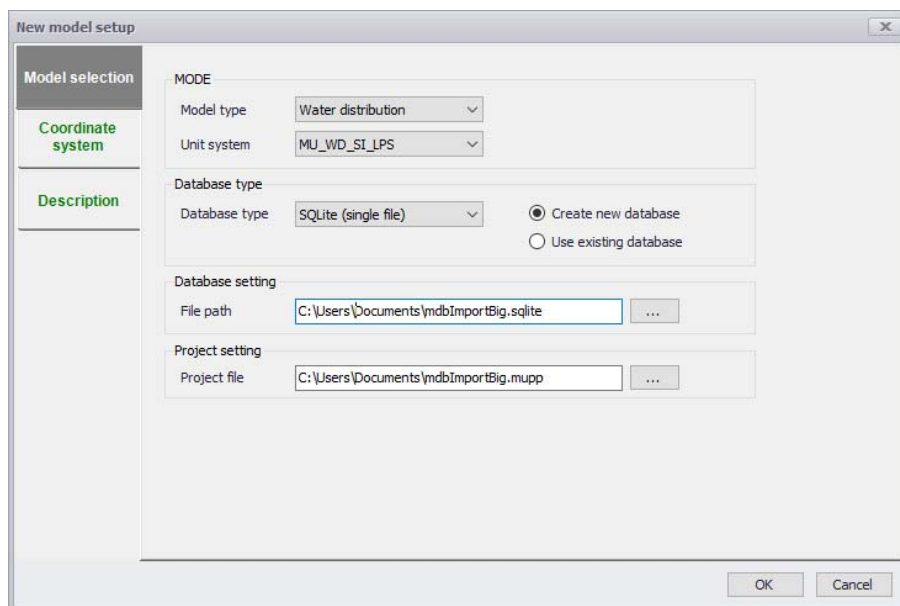 New model setup
Model selection
Coordinate
system
Description
MODE
Model type Water distribution
Unit system MU_WD_SI_LPS
Database type
Database type SQLite (single file) Create new database
Use existing database
Database setting
File path C:\Users\Documents\mdbImportBig.sqlite ...
Project setting
Project file C:\Users\Documents\mdbImportBig.mupp ...
OK Cancel